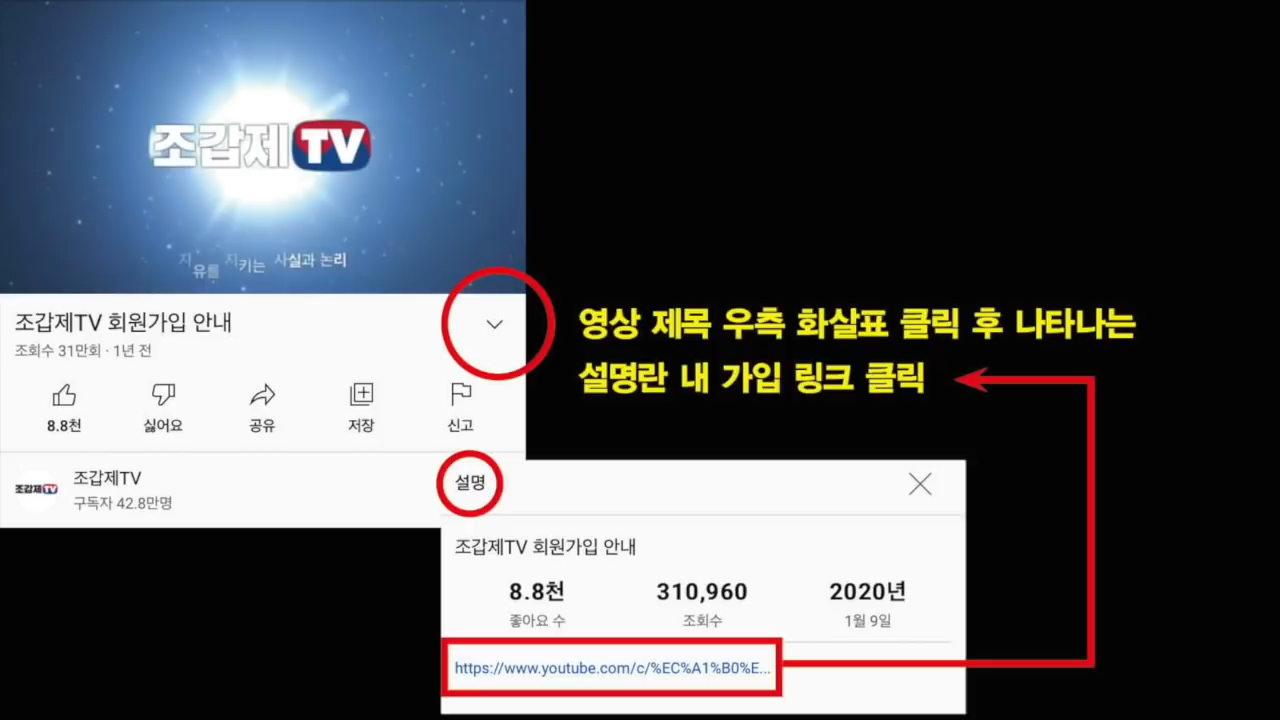 조갑제TV
자유를 지키는 사실과 논리
조갑제TV 회원가입 안내
조회수 31만회 · 1년 전
8.8천 싫어요 공유 저장 신고
조갑제TV
조갑제TV
구독자 42.8만명
영상 제목 우측 화살표 클릭 후 나타나는
설명란 내 가입 링크 클릭
설명
조갑제TV 회원가입 안내
8.8천 310,960 2020년
좋아요 수 조회수 1월 9일
https://www.youtube.com/c/%EC%A1%B0%E...